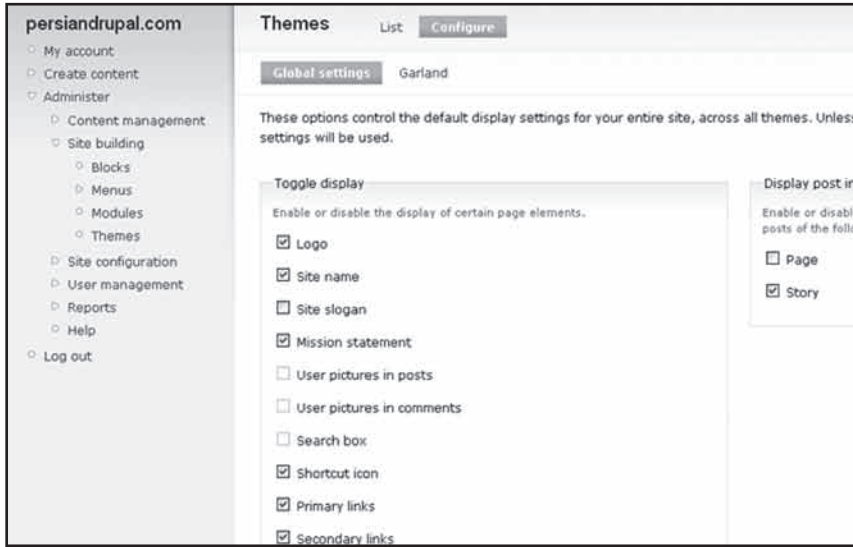 persiandrupal.com
My account
Create content
Administer
Content management
Site building
Blocks
Menus
Modules
Themes
Site configuration
User management
Reports
Help
Log out
Themes
List
Configure
Global settings
Garland
These options control the default display settings for your entire site, across all themes. Unless
settings will be used.
Toggle display
Enable or disable the display of certain page elements.
Logo
Site name
Site slogan
Mission statement
User pictures in posts
User pictures in comments
Search box
Shortcut icon
Primary links
Secondary links
Display post in
Enable or disabl
posts of the foll
Page
Story